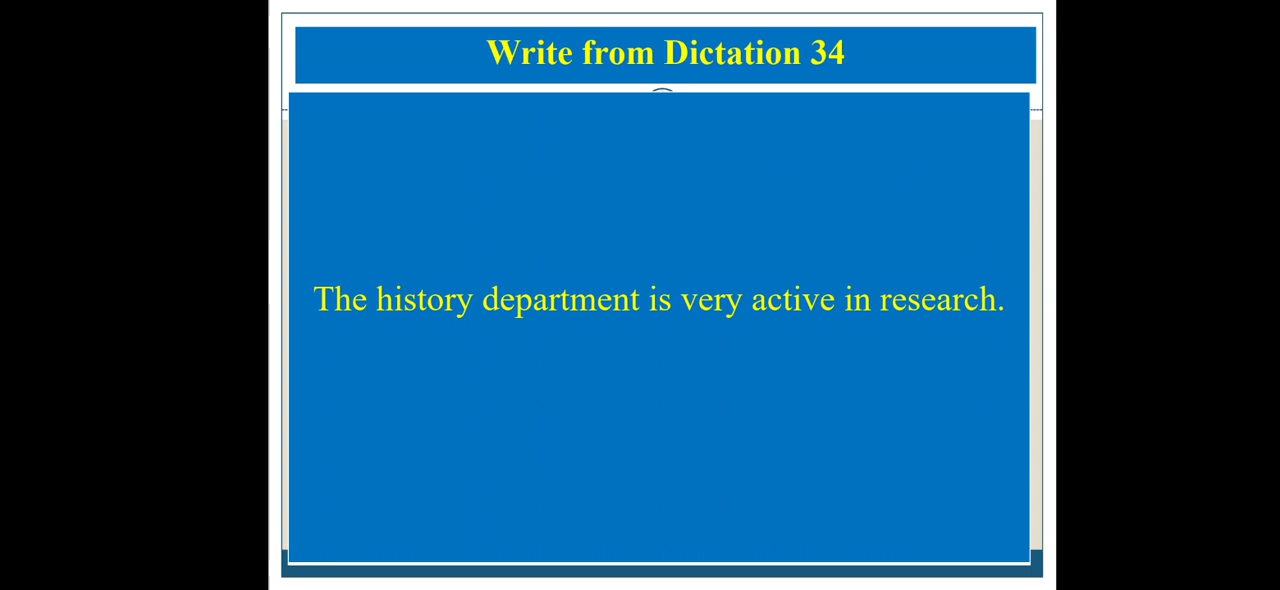 Write from Dictation 34
The history department is very active in research.